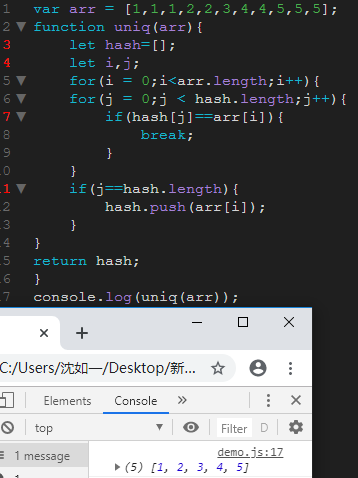 1 var arr = [1,1,1,2,2,3,4,4,5,5,5];
2 function uniq(arr){
3 let hash=[];
4 let i,j;
5 for(i = 0;i<arr.length;i++){
6 for(j = 0;j < hash.length;j++){
7 if(hash[j]==arr[i]){
8 break;
9 }
10 }
11 if(j==hash.length){
12 hash.push(arr[i]);
13 }
14 }
15 return hash;
16 }
17 console.log(uniq(arr));
C:/Users/沈如一/Desktop/新...
Elements Console »
top Filter D
1 message demo.js:17
(5) [1, 2, 3, 4, 5]